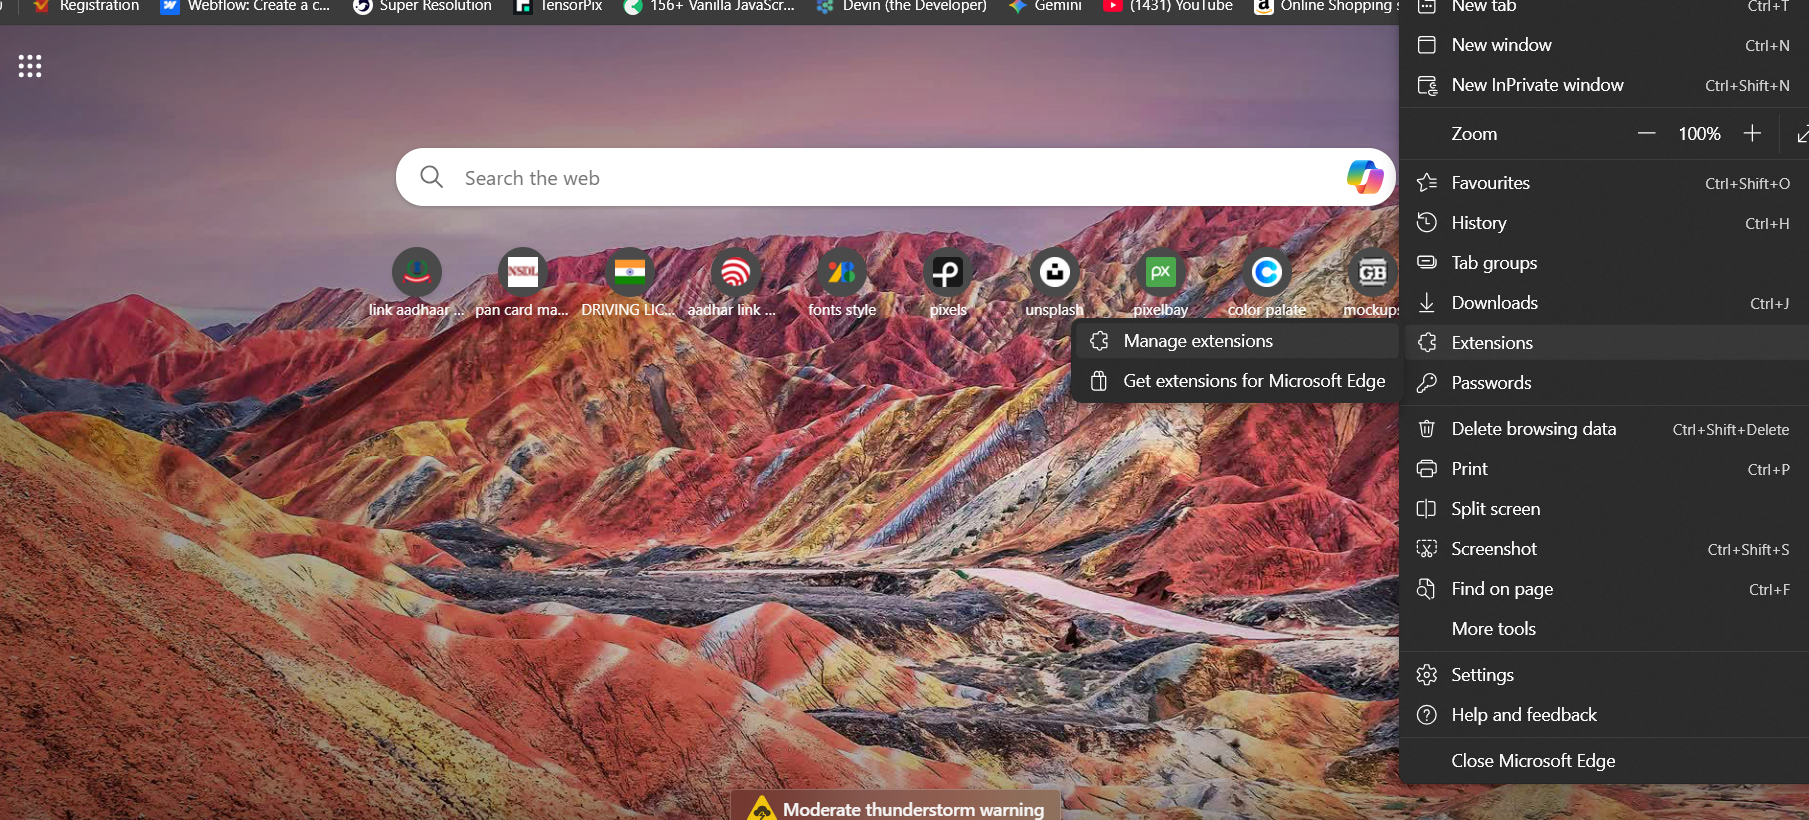 Registration
Webflow: Create a c...
Super Resolution
TensorPix
156+ Vanilla JavaScr...
Devin (the Developer)
Gemini
(1431) YouTube
Online Shopping s
Search the web
link aadhaar ...
pan card ma...
DRIVING LIC...
aadhar link ...
fonts style
pixels
unsplash
pixelbay
color palate
mockups
NSDL
px
GB
Manage extensions
Get extensions for Microsoft Edge
New tab Ctrl+T
New window Ctrl+N
New InPrivate window Ctrl+Shift+N
Zoom 100%
Favourites Ctrl+Shift+O
History Ctrl+H
Tab groups
Downloads Ctrl+J
Extensions
Passwords
Delete browsing data Ctrl+Shift+Delete
Print Ctrl+P
Split screen
Screenshot Ctrl+Shift+S
Find on page Ctrl+F
More tools
Settings
Help and feedback
Close Microsoft Edge
Moderate thunderstorm warning